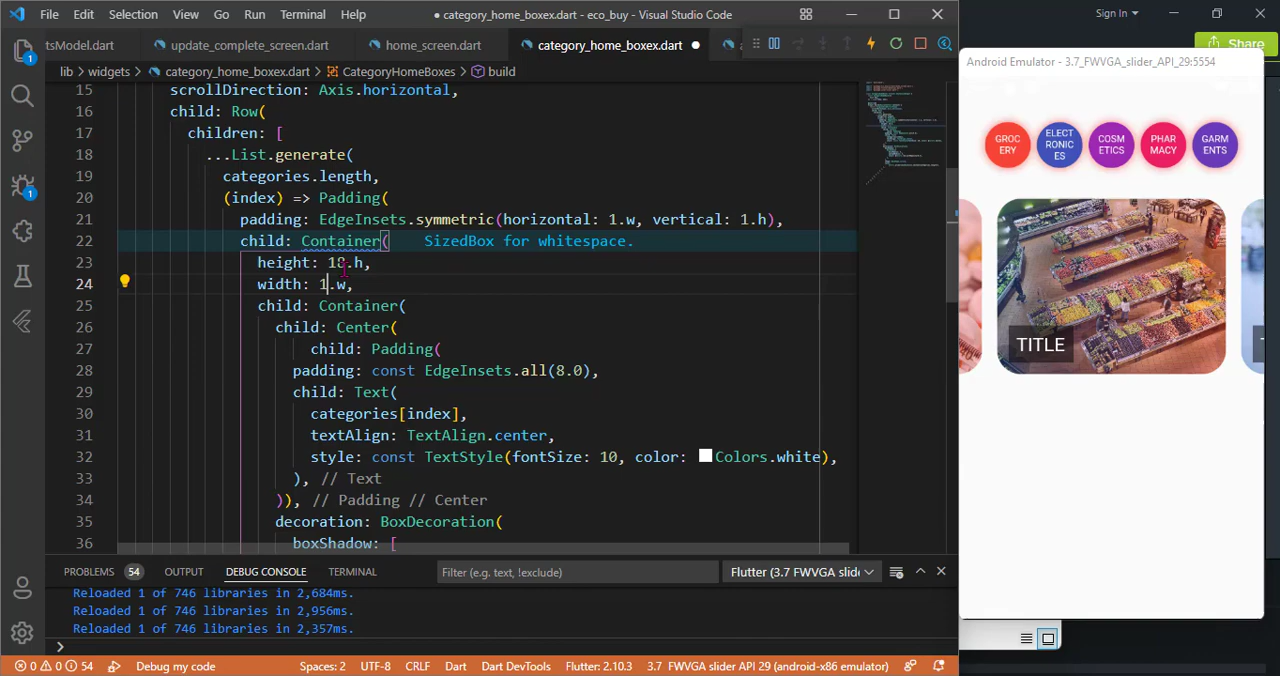 File Edit Selection View Go Run Terminal Help
● category_home_boxex.dart - eco_buy - Visual Studio Code
Sign In
tsModel.dart
update_complete_screen.dart
home_screen.dart
category_home_boxex.dart ●
Share
lib > widgets > category_home_boxex.dart > CategoryHomeBoxes > build
Android Emulator - 3.7_FWVGA_slider_API_29:5554
15 scrollDirection: Axis.horizontal,
16 child: Row(
17 children: [
18 ...List.generate(
19 categories.length,
20 (index) => Padding(
21 padding: EdgeInsets.symmetric(horizontal: 1.w, vertical: 1.h),
22 child: Container( SizedBox for whitespace.
23 height: 18.h,
24 width: 1.w,
25 child: Container(
26 child: Center(
27 child: Padding(
28 padding: const EdgeInsets.all(8.0),
29 child: Text(
30 categories[index],
31 textAlign: TextAlign.center,
32 style: const TextStyle(fontSize: 10, color: Colors.white),
33 ), // Text
34 )), // Padding // Center
35 decoration: BoxDecoration(
36 boxShadow: [
GROC
ERY
ELECT
RONIC
ES
COSM
ETICS
PHAR
MACY
GARM
ENTS
TITLE
T
1
1
PROBLEMS 54 OUTPUT DEBUG CONSOLE TERMINAL
Filter (e.g. text, !exclude)
Flutter (3.7 FWVGA slide
Reloaded 1 of 746 libraries in 2,684ms.
Reloaded 1 of 746 libraries in 2,956ms.
Reloaded 1 of 746 libraries in 2,357ms.
>
0 0 54 Debug my code
Spaces: 2 UTF-8 CRLF Dart Dart DevTools Flutter: 2.10.3 3.7 FWVGA slider API 29 (android-x86 emulator)